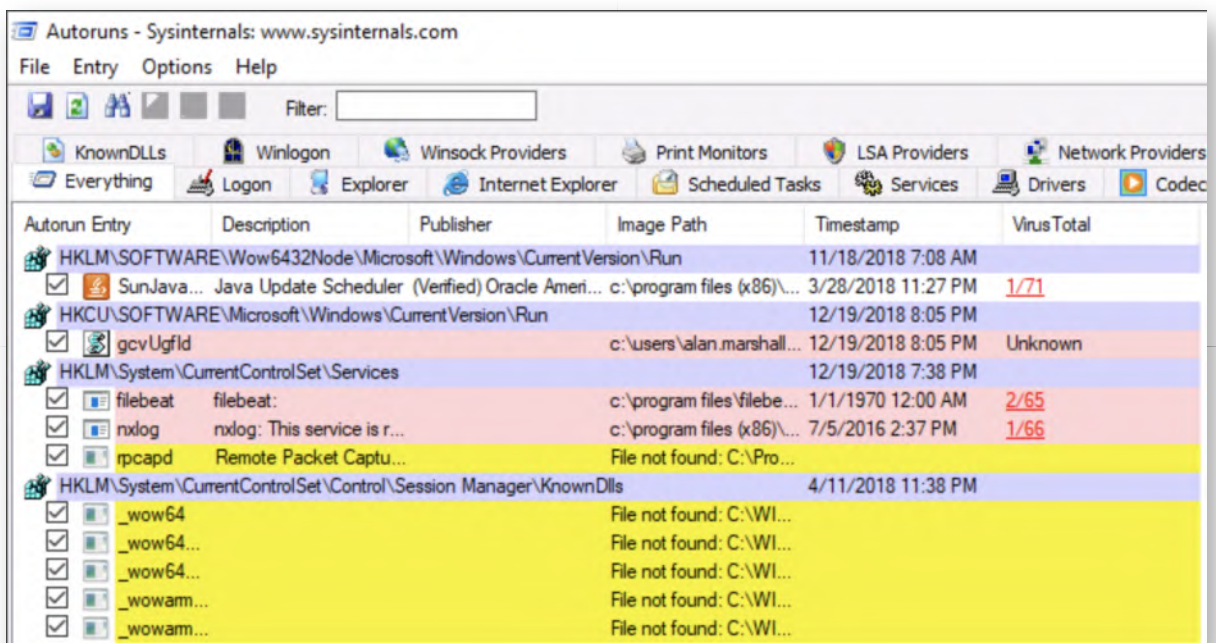 Autoruns - Sysinternals: www.sysinternals.com
File Entry Options Help
Filter:
KnownDLLs Winlogon Winsock Providers Print Monitors LSA Providers Network Providers
Everything Logon Explorer Internet Explorer Scheduled Tasks Services Drivers Codec
Autorun Entry Description Publisher Image Path Timestamp VirusTotal
HKLM\SOFTWARE\Wow6432Node\Microsoft\Windows\CurrentVersion\Run 11/18/2018 7:08 AM
SunJava... Java Update Scheduler (Verified) Oracle Ameri... c:\program files (x86)\... 3/28/2018 11:27 PM 1/71
HKCU\SOFTWARE\Microsoft\Windows\CurrentVersion\Run 12/19/2018 8:05 PM
gcvUgfld c:\users\alan.marshall... 12/19/2018 8:05 PM Unknown
HKLM\System\CurrentControlSet\Services 12/19/2018 7:38 PM
filebeat filebeat: c:\program files\filebe... 1/1/1970 12:00 AM 2/65
nxlog nxlog: This service is r... c:\program files (x86)\... 7/5/2016 2:37 PM 1/66
rpcapd Remote Packet Captu... File not found: C:\Pro...
HKLM\System\CurrentControlSet\Control\Session Manager\KnownDlls 4/11/2018 11:38 PM
_wow64 File not found: C:\WI...
_wow64... File not found: C:\WI...
_wow64... File not found: C:\WI...
_wowarm... File not found: C:\WI...
_wowarm... File not found: C:\WI...